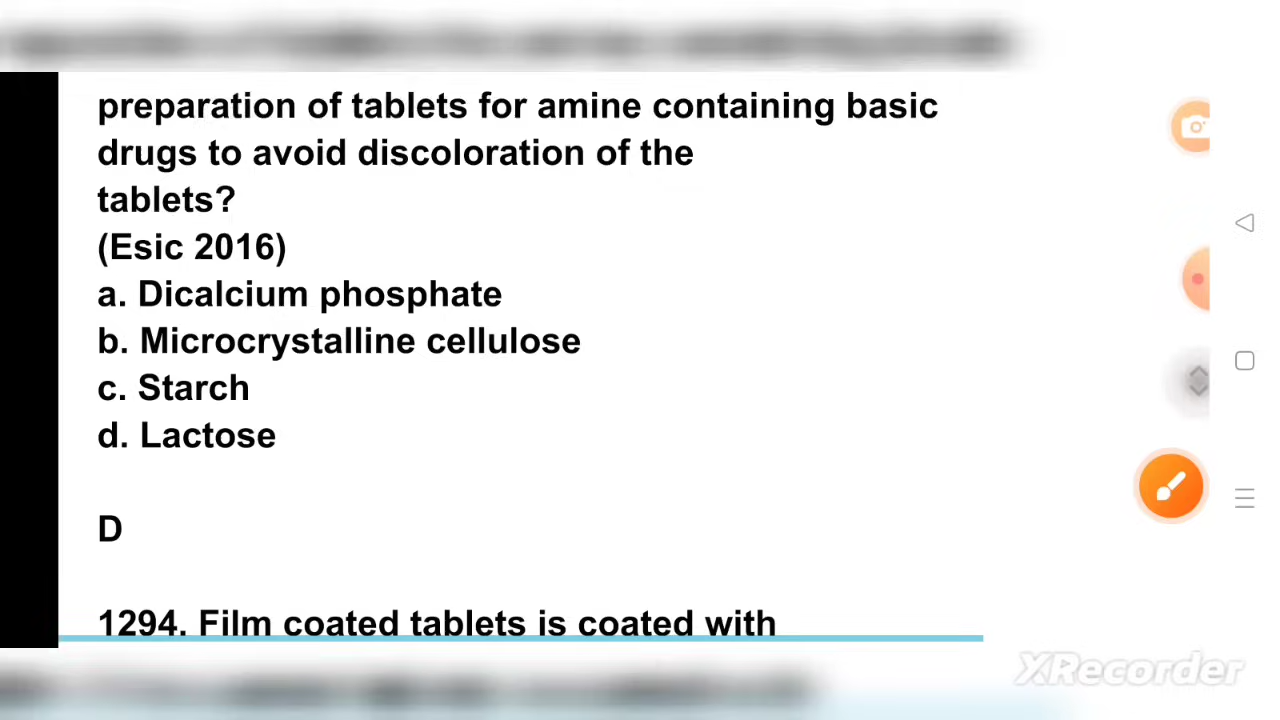 preparation of tablets for amine containing basic
drugs to avoid discoloration of the
tablets?
(Esic 2016)
a. Dicalcium phosphate
b. Microcrystalline cellulose
c. Starch
d. Lactose
D
1294. Film coated tablets is coated with
XRecorder